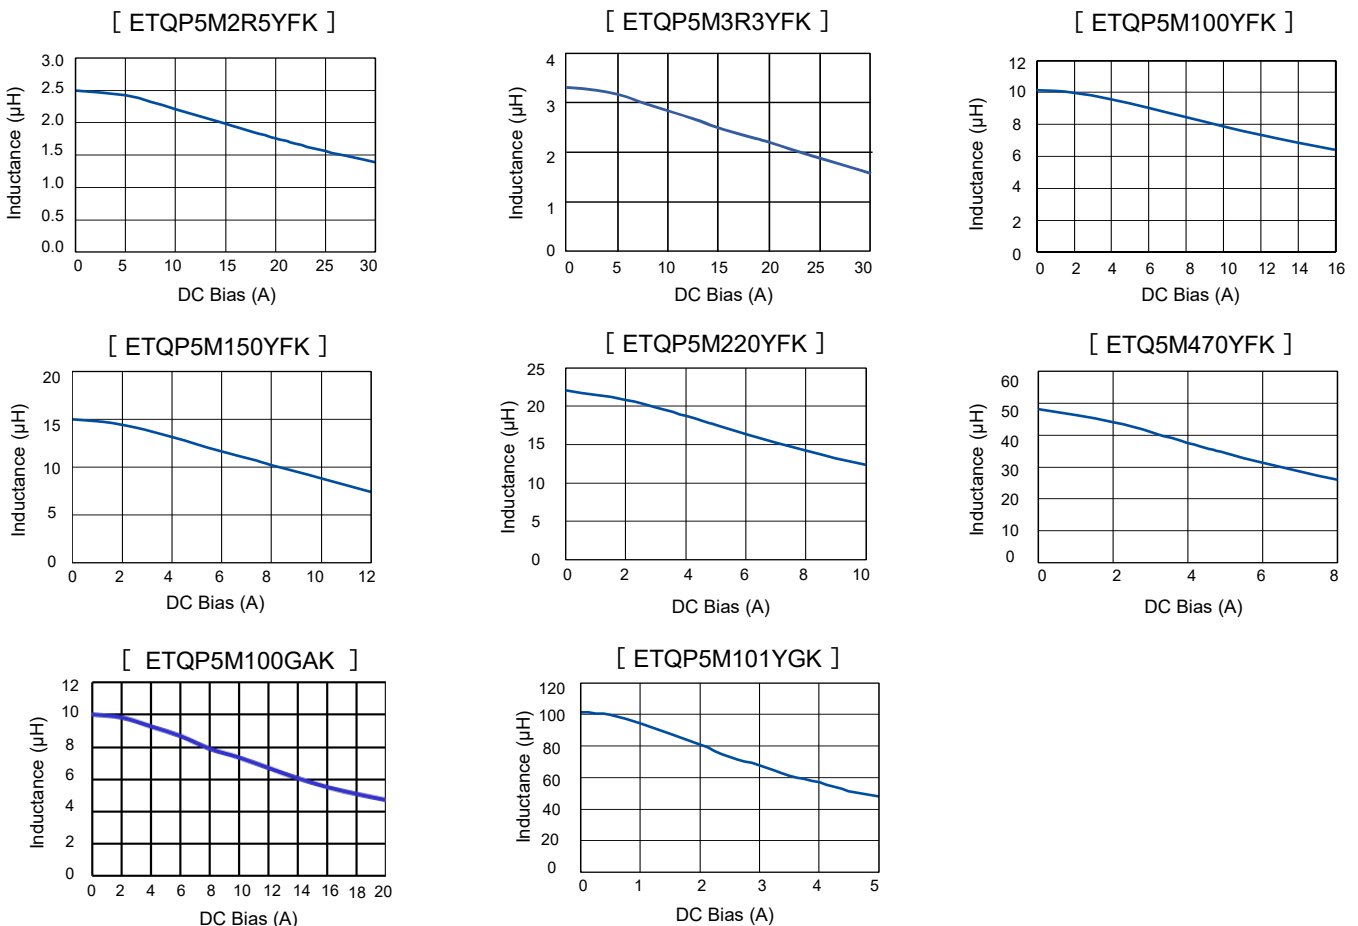 [ ETQP5M2R5YFK ]
Inductance (µH)
3.0
2.5
2.0
1.5
1.0
0.5
0.0
0 5 10 15 20 25 30
DC Bias (A)
[ ETQP5M3R3YFK ]
Inductance (µH)
4
3
2
1
0
0 5 10 15 20 25 30
DC Bias (A)
[ ETQP5M100YFK ]
Inductance (µH)
12
10
8
6
4
2
0
0 2 4 6 8 10 12 14 16
DC Bias (A)
[ ETQP5M150YFK ]
Inductance (µH)
20
15
10
5
0
0 2 4 6 8 10 12
DC Bias (A)
[ ETQP5M220YFK ]
Inductance (µH)
25
20
15
10
5
0
0 2 4 6 8 10
DC Bias (A)
[ ETQ5M470YFK ]
Inductance (µH)
60
50
40
30
20
10
0
0 2 4 6 8
DC Bias (A)
[ ETQP5M100GAK ]
Inductance (µH)
12
10
8
6
4
2
0
0 2 4 6 8 10 12 14 16 18 20
DC Bias (A)
[ ETQP5M101YGK ]
Inductance (µH)
120
100
80
60
40
20
0
0 1 2 3 4 5
DC Bias (A)